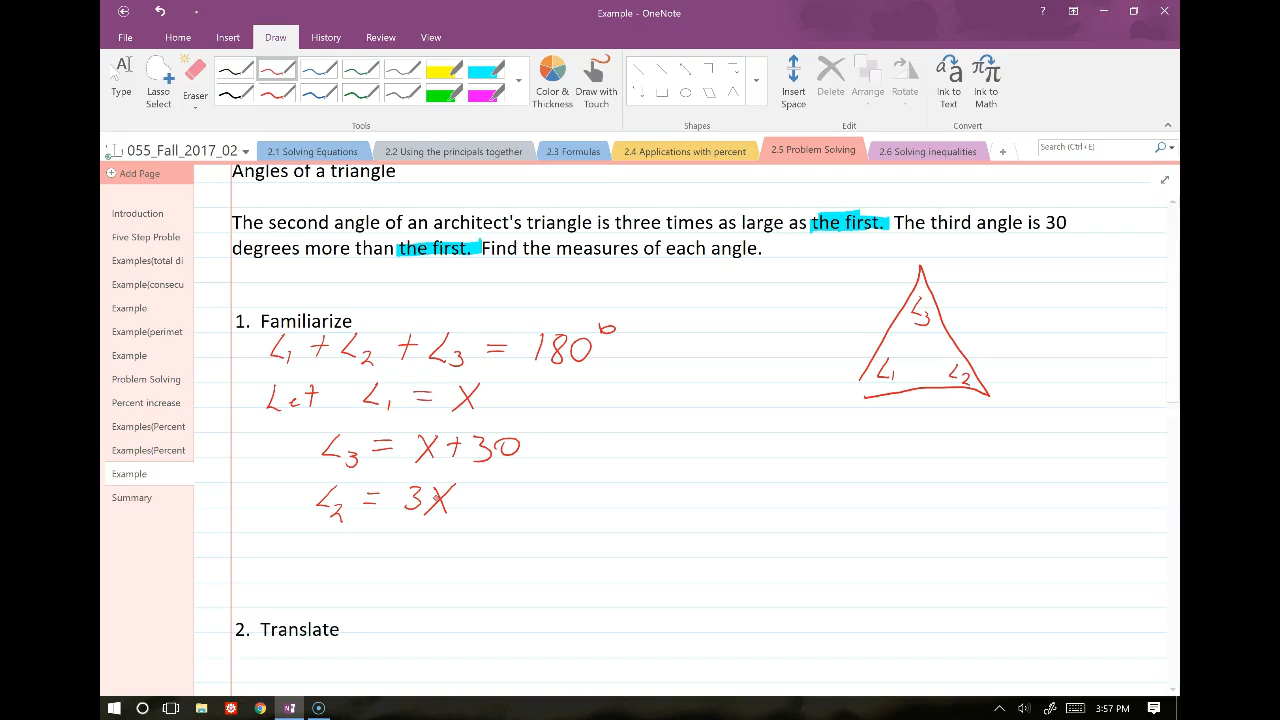 Example - OneNote
?
File Home Insert Draw History Review View
Type Lasso Select Eraser Color & Thickness Draw with Touch Insert Space Delete Arrange Rotate Ink to Text Ink to Math
Tools Shapes Edit Convert
055_Fall_2017_02 2.1 Solving Equations 2.2 Using the principals together 2.3 Formulas 2.4 Applications with percent 2.5 Problem Solving 2.6 Solving inequalities + Search (Ctrl+E)
Add Page
Introduction
Five Step Proble
Examples(total di
Example(consecu
Example
Examples(perimet
Example
Problem Solving
Percent increase
Examples(Percent
Examples(Percent
Example
Summary
Angles of a triangle
The second angle of an architect's triangle is three times as large as the first. The third angle is 30
degrees more than the first. Find the measures of each angle.
1. Familiarize
∠1 + ∠2 + ∠3 = 180°
Let ∠1 = X
∠3 = X + 30
∠2 = 3X
∠3
∠1 ∠2
2. Translate
3:57 PM